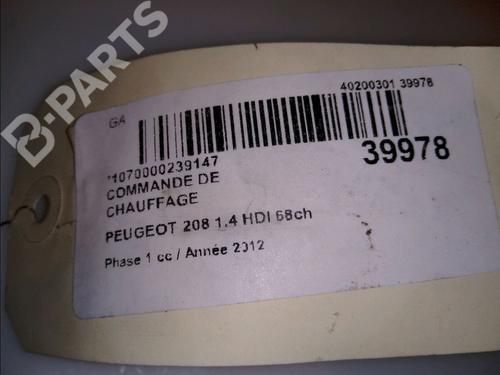 B-PARTS
GA
40200301 39978
*1070000239147
39978
COMMANDE DE
CHAUFFAGE
PEUGEOT 208 1.4 HDI 68ch
Phase 1 cc / Année 2012